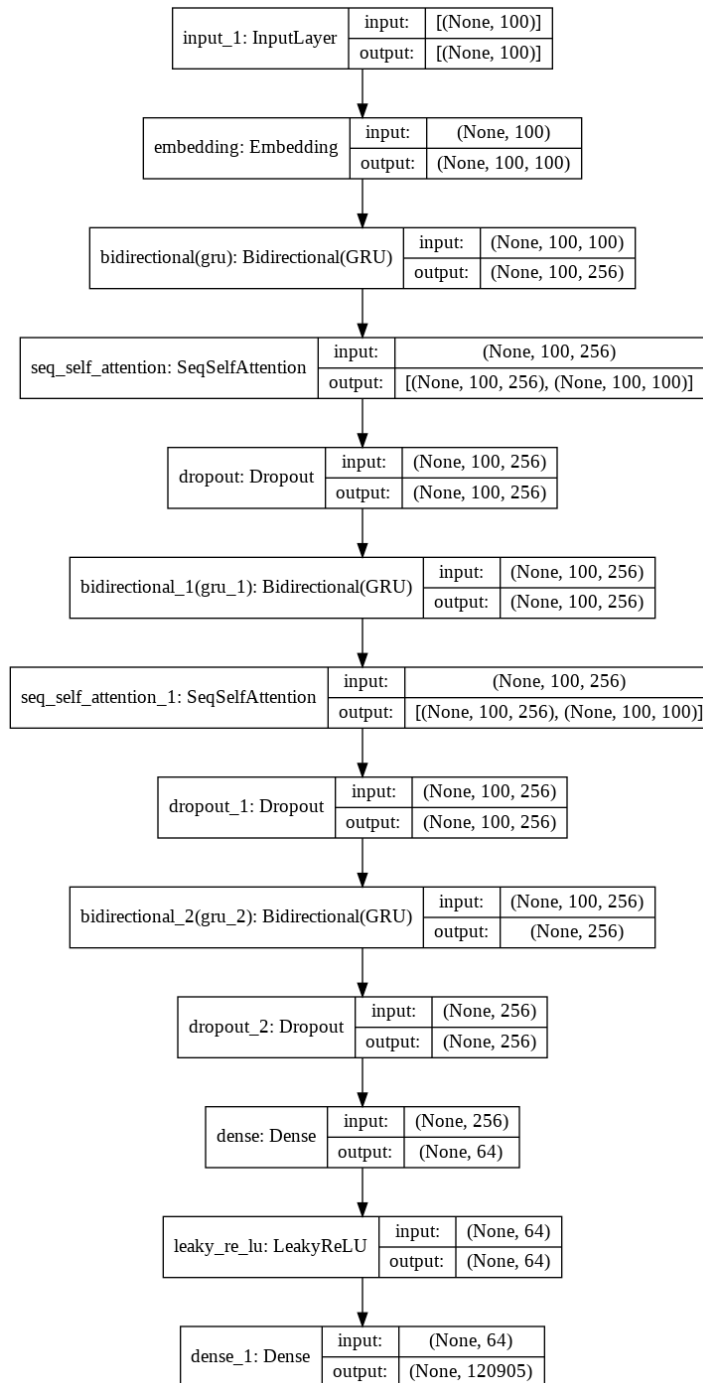 input_1: InputLayer input: [(None, 100)]
output: [(None, 100)]
embedding: Embedding input: (None, 100)
output: (None, 100, 100)
bidirectional(gru): Bidirectional(GRU) input: (None, 100, 100)
output: (None, 100, 256)
seq_self_attention: SeqSelfAttention input: (None, 100, 256)
output: [(None, 100, 256), (None, 100, 100)]
dropout: Dropout input: (None, 100, 256)
output: (None, 100, 256)
bidirectional_1(gru_1): Bidirectional(GRU) input: (None, 100, 256)
output: (None, 100, 256)
seq_self_attention_1: SeqSelfAttention input: (None, 100, 256)
output: [(None, 100, 256), (None, 100, 100)]
dropout_1: Dropout input: (None, 100, 256)
output: (None, 100, 256)
bidirectional_2(gru_2): Bidirectional(GRU) input: (None, 100, 256)
output: (None, 256)
dropout_2: Dropout input: (None, 256)
output: (None, 256)
dense: Dense input: (None, 256)
output: (None, 64)
leaky_re_lu: LeakyReLU input: (None, 64)
output: (None, 64)
dense_1: Dense input: (None, 64)
output: (None, 120905)